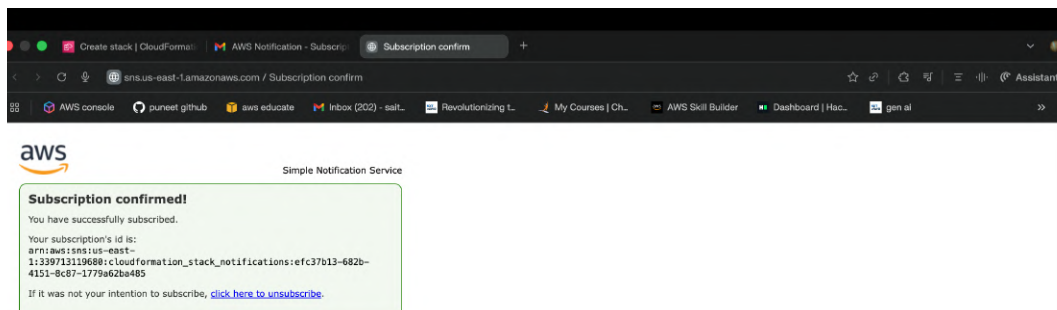 Create stack | CloudFormati
AWS Notification - Subscrip
Subscription confirm
sns.us-east-1.amazonaws.com / Subscription confirm
Assistant
AWS console
puneet github
aws educate
Inbox (202) - sait...
Revolutionizing t...
My Courses | Ch...
AWS Skill Builder
Dashboard | Hac...
gen ai
aws
Simple Notification Service
Subscription confirmed!
You have successfully subscribed.
Your subscription's id is:
arn:aws:sns:us-east-
1:339713119680:cloudformation_stack_notifications:efc37b13-682b-
4151-8c87-1779a62ba485
If it was not your intention to subscribe, click here to unsubscribe.